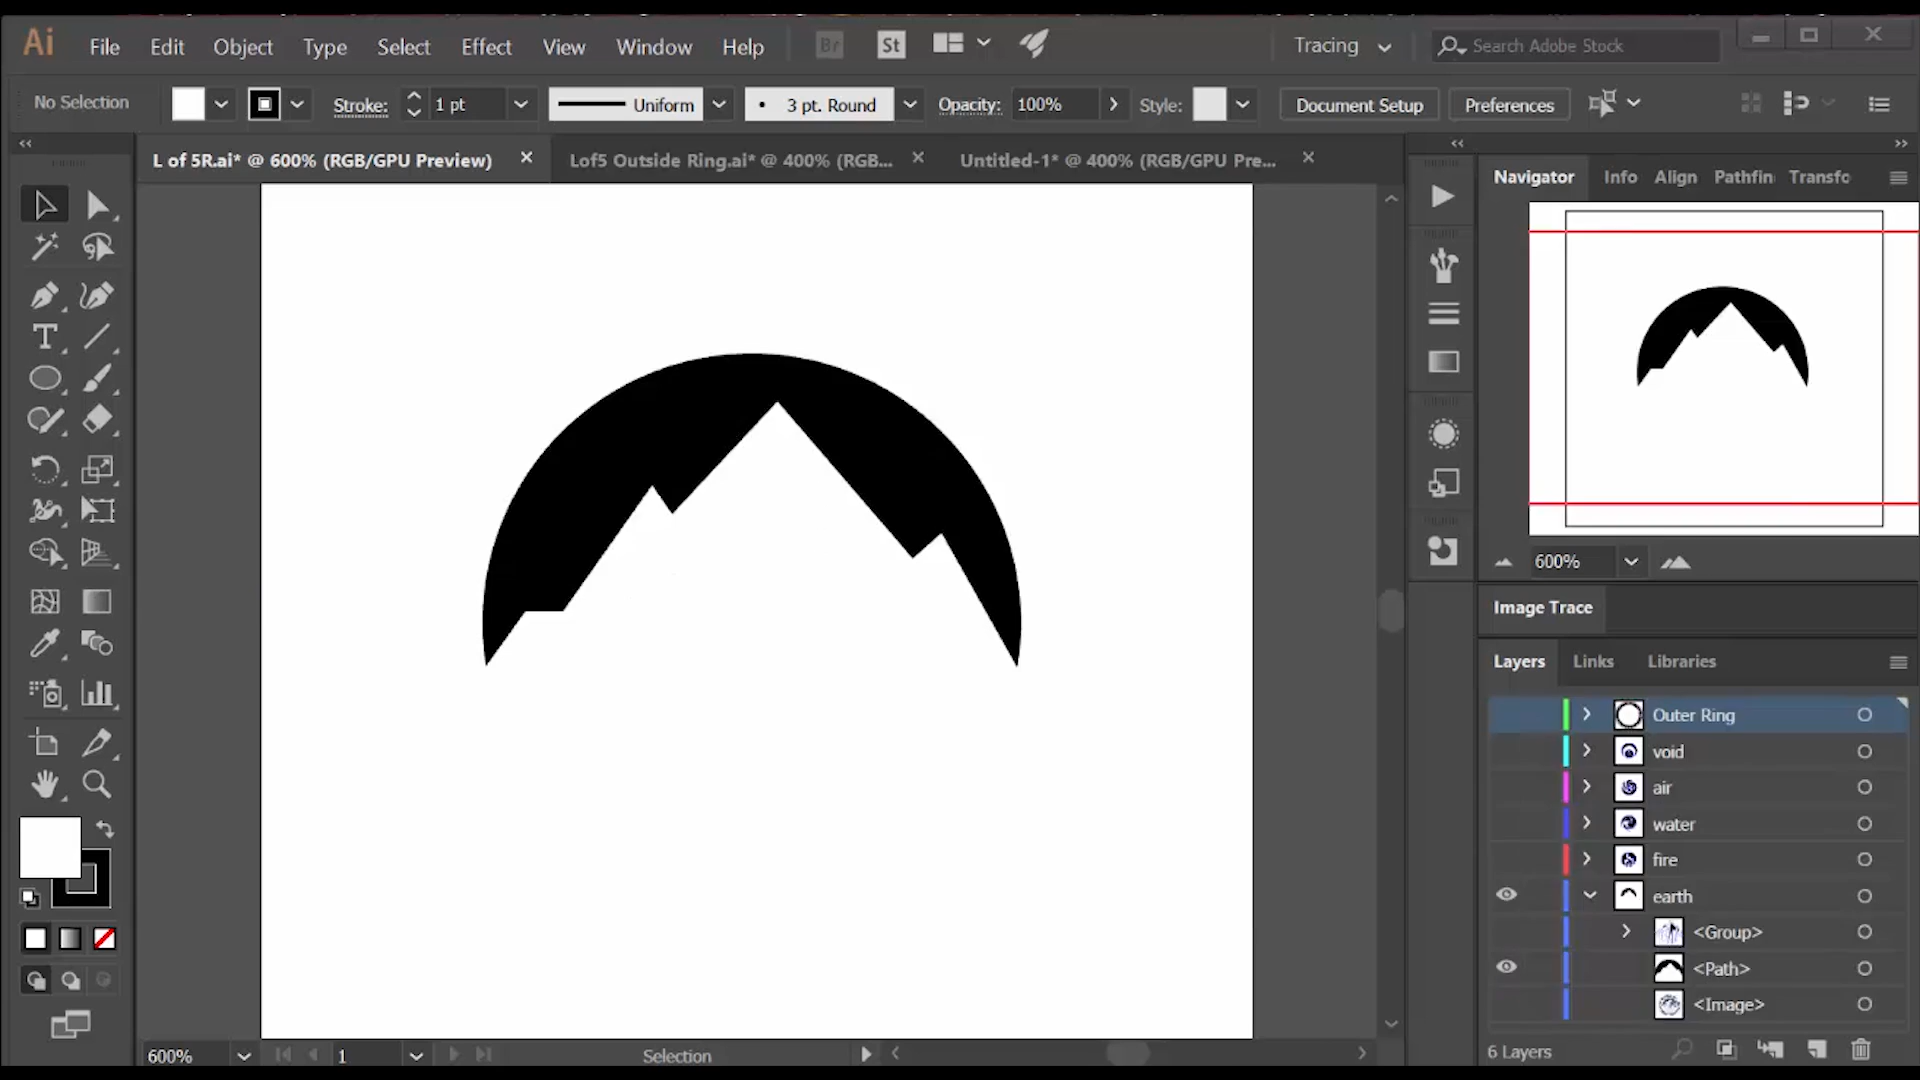 Ai File Edit Object Type Select Effect View Window Help Br St Tracing Search Adobe Stock
No Selection Stroke: 1 pt Uniform 3 pt. Round Opacity: 100% Style: Document Setup Preferences
L of 5R.ai* @ 600% (RGB/GPU Preview) Lof5 Outside Ring.ai* @ 400% (RGB... Untitled-1* @ 400% (RGB/GPU Pre...
Navigator Info Align Pathfin Transfo
600%
Image Trace
Layers Links Libraries
Outer Ring
void
air
water
fire
earth
<Group>
<Path>
<Image>
6 Layers
600% 1 Selection